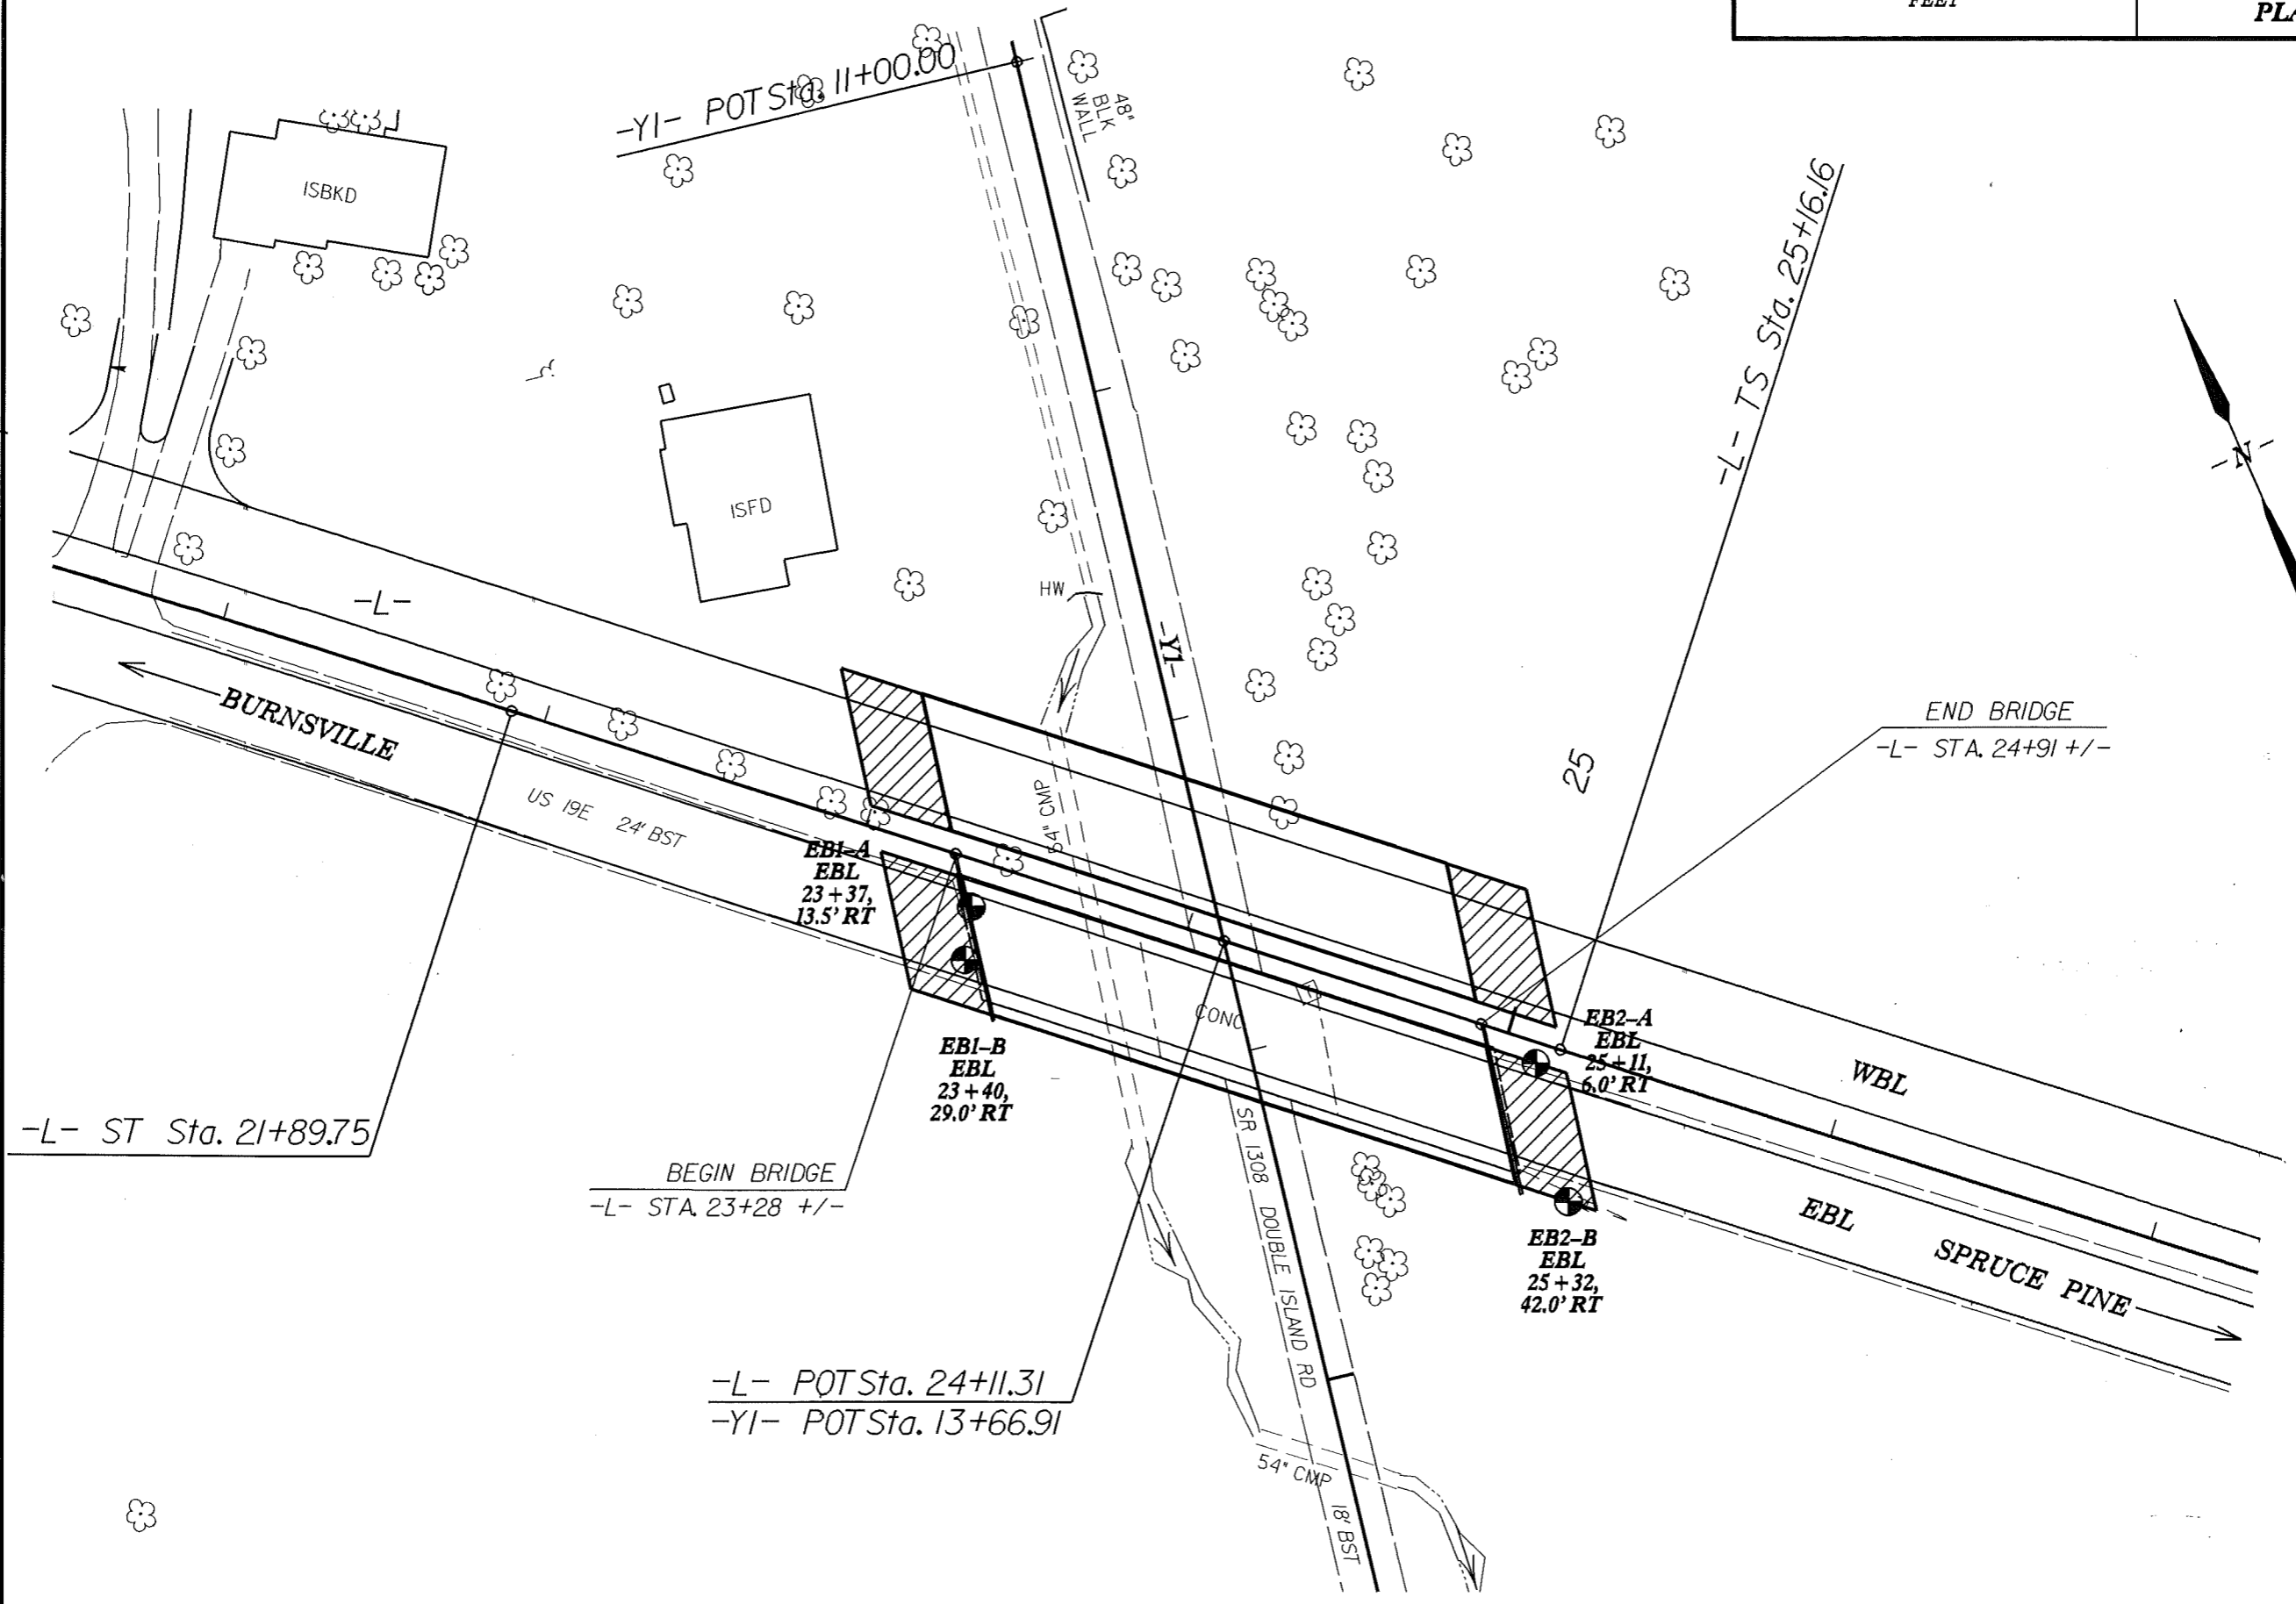 FEET
-Y1- POT Sta. 11+00.00
48"
BLK
WALL
ISBKD
-L- TS Sta. 25+16.16
-N-
ISFD
HW
-L-
-Y1-
BURNSVILLE
END BRIDGE
-L- STA. 24+91 +/-
25
US 19E 24' BST
EB1-A
EBL
23+37,
13.5' RT
CONC
EB2-A
EBL
25+11,
6.0' RT
EB1-B
EBL
23+40,
29.0' RT
WBL
-L- ST Sta. 21+89.75
BEGIN BRIDGE
-L- STA. 23+28 +/-
SR 1308 DOUBLE ISLAND RD
EBL
SPRUCE PINE
EB2-B
EBL
25+32,
42.0' RT
-L- POT Sta. 24+11.31
-Y1- POT Sta. 13+66.91
54" CMP
18' BST